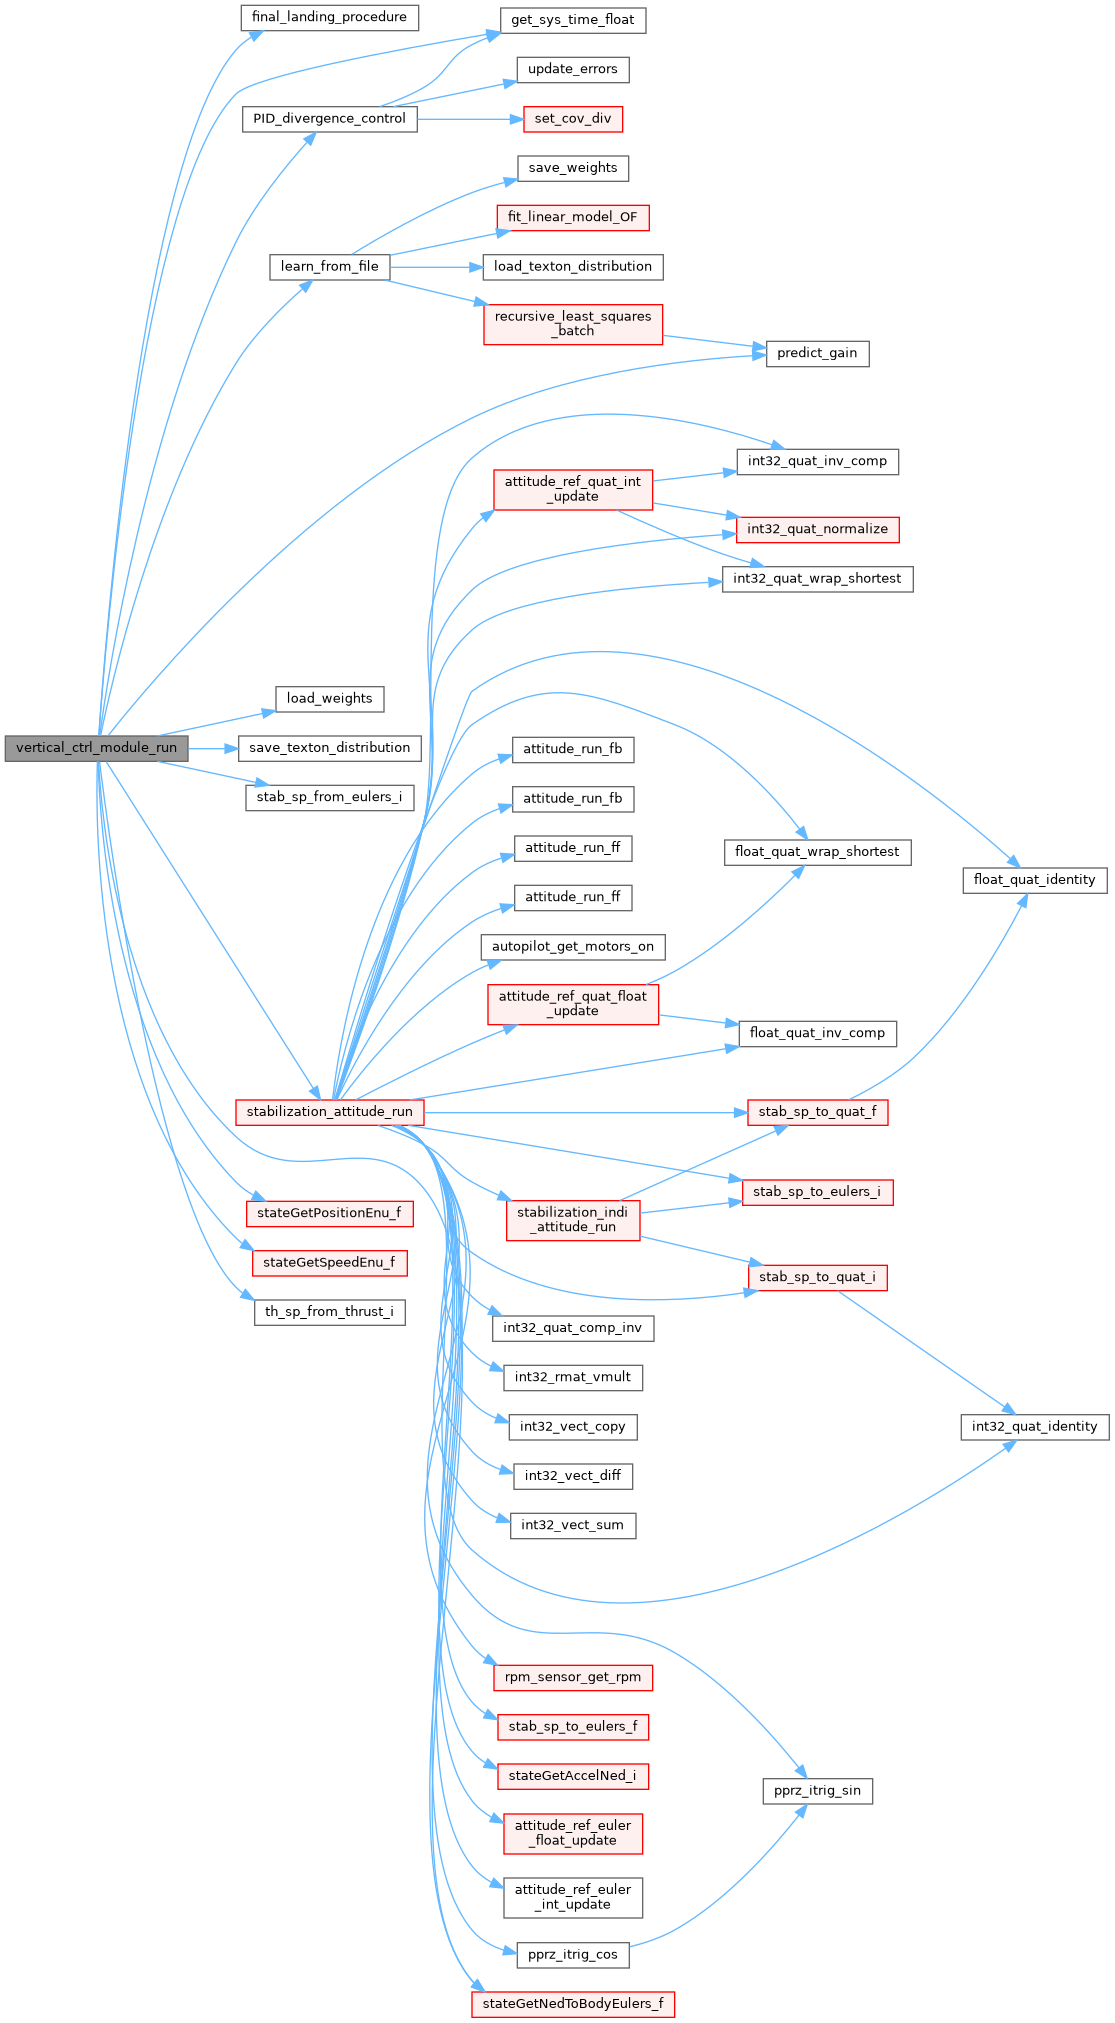 final_landing_procedure
get_sys_time_float
update_errors
PID_divergence_control
set_cov_div
save_weights
fit_linear_model_OF
learn_from_file
load_texton_distribution
recursive_least_squares
_batch
predict_gain
int32_quat_inv_comp
attitude_ref_quat_int
_update
int32_quat_normalize
int32_quat_wrap_shortest
load_weights
vertical_ctrl_module_run
save_texton_distribution
attitude_run_fb
stab_sp_from_eulers_i
attitude_run_fb
attitude_run_ff
float_quat_wrap_shortest
float_quat_identity
attitude_run_ff
autopilot_get_motors_on
attitude_ref_quat_float
_update
float_quat_inv_comp
stabilization_attitude_run
stab_sp_to_quat_f
stab_sp_to_eulers_i
stateGetPositionEnu_f
stabilization_indi
_attitude_run
stateGetSpeedEnu_f
stab_sp_to_quat_i
th_sp_from_thrust_i
int32_quat_comp_inv
int32_rmat_vmult
int32_vect_copy
int32_quat_identity
int32_vect_diff
int32_vect_sum
rpm_sensor_get_rpm
stab_sp_to_eulers_f
stateGetAccelNed_i
pprz_itrig_sin
attitude_ref_euler
_float_update
attitude_ref_euler
_int_update
pprz_itrig_cos
stateGetNedToBodyEulers_f